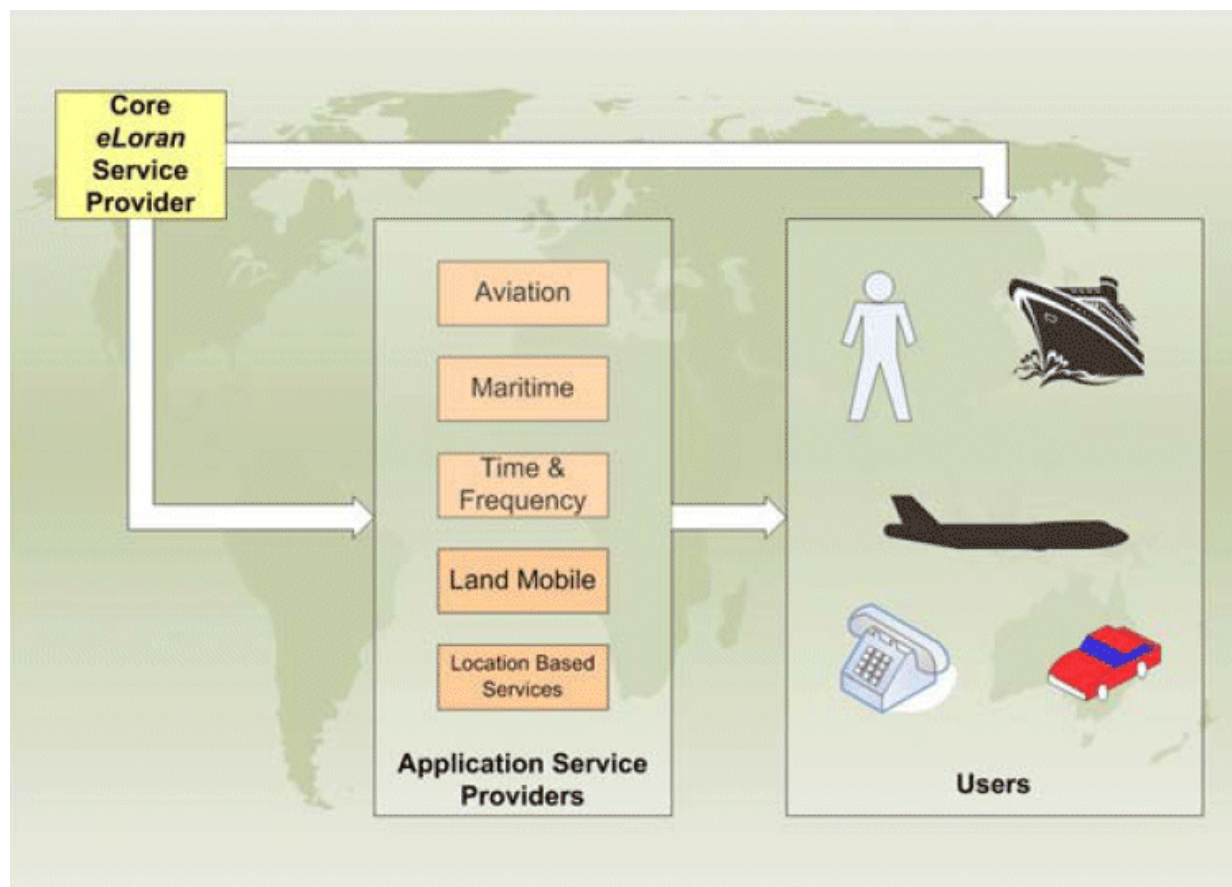 Core
eLoran
Service
Provider
Aviation
Maritime
Time &
Frequency
Land Mobile
Location Based
Services
Application Service
Providers
Users